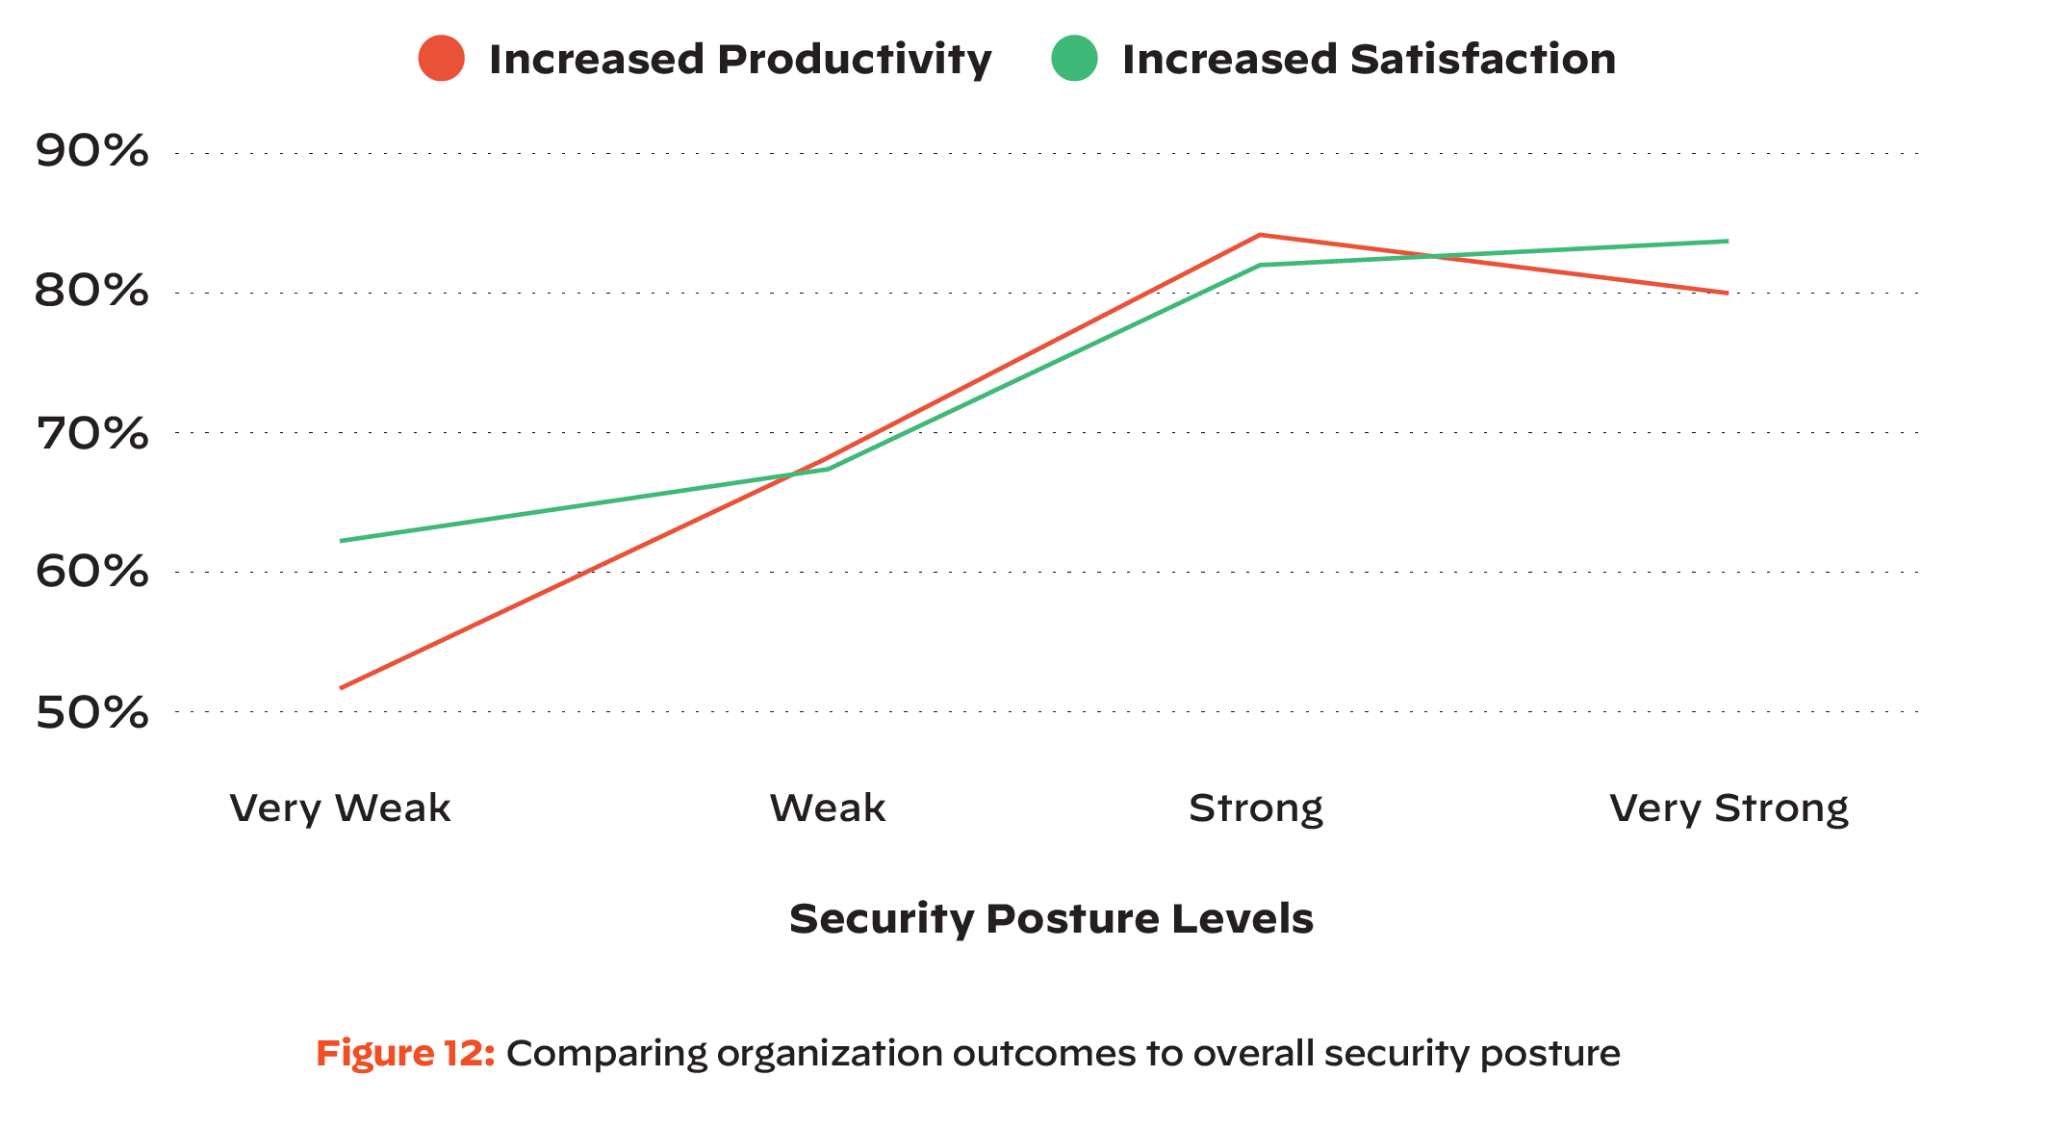 Increased Productivity Increased Satisfaction
90%
80%
70%
60%
50%
Very Weak Weak Strong Very Strong
Security Posture Levels
Figure 12: Comparing organization outcomes to overall security posture